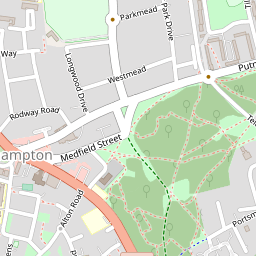 Parkmead
Park Drive
Way
Longwood Drive
Westmead
Putn
Rodway Road
Medfield Street
ampton
Alton Road
Portsm